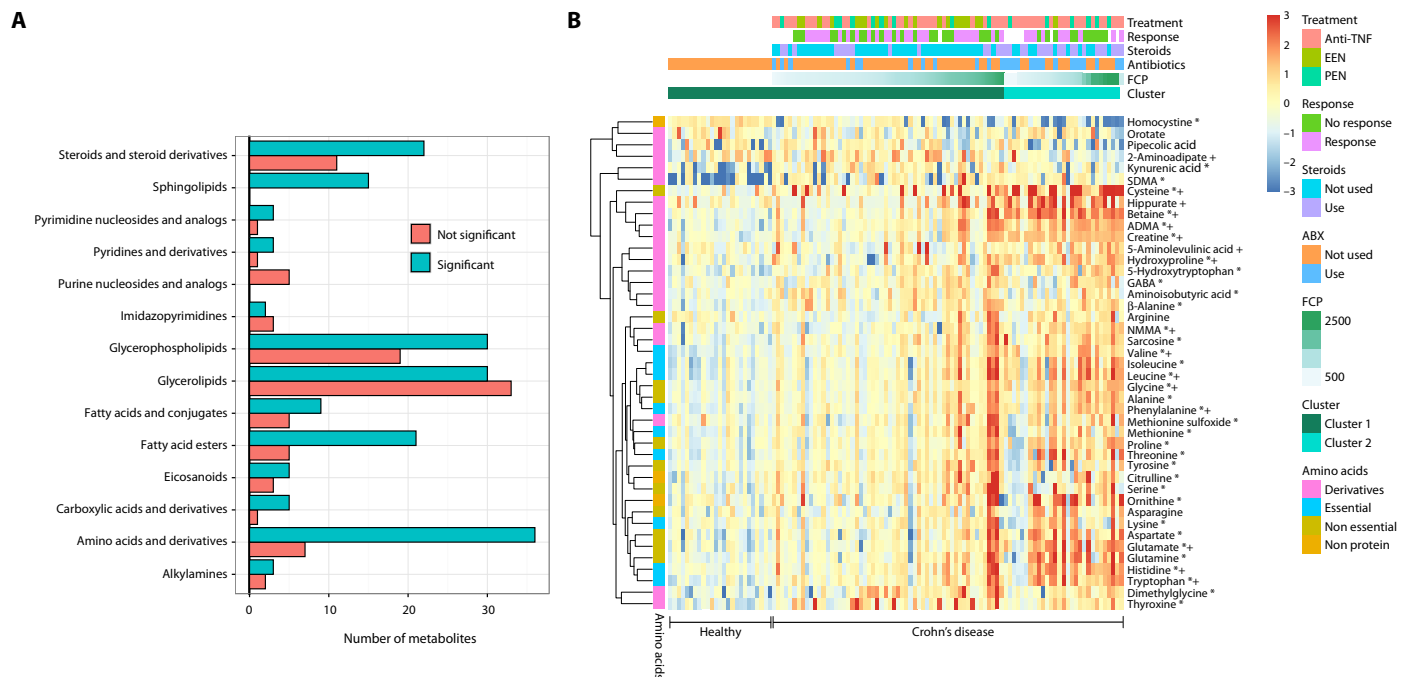 A
Steroids and steroid derivatives
Sphingolipids
Pyrimidine nucleosides and analogs
Pyridines and derivatives
Purine nucleosides and analogs
Imidazopyrimidines
Glycerophospholipids
Glycerolipids
Fatty acids and conjugates
Fatty acid esters
Eicosanoids
Carboxylic acids and derivatives
Amino acids and derivatives
Alkylamines
Not significant
Significant
0 10 20 30
Number of metabolites
B
Treatment
Response
Steroids
Antibiotics
FCP
Cluster
Homocystine *
Orotate
Pipecolic acid
2-Aminoadipate +
Kynurenic acid *
SDMA *
Cysteine *+
Hippurate +
Betaine *+
ADMA *+
Creatine *+
5-Aminolevulinic acid +
Hydroxyproline *+
5-Hydroxytryptophan *
GABA *
Aminoisobutyric acid *
β-Alanine *
Arginine
NMMA *+
Sarcosine *
Valine *+
Isoleucine *
Leucine *+
Glycine *+
Alanine *
Phenylalanine *+
Methionine sulfoxide *
Methionine *
Proline *
Threonine *
Tyrosine *
Citrulline *
Serine *
Ornithine *
Asparagine
Lysine *
Aspartate *
Glutamate *+
Glutamine *
Histidine *+
Tryptophan *+
Dimethylglycine *
Thyroxine *
Amino acids
Healthy
Crohn’s disease
3
2
1
0
−1
−2
−3
Treatment
Anti-TNF
EEN
PEN
Response
No response
Response
Steroids
Not used
Use
ABX
Not used
Use
FCP
2500
500
Cluster
Cluster 1
Cluster 2
Amino acids
Derivatives
Essential
Non essential
Non protein